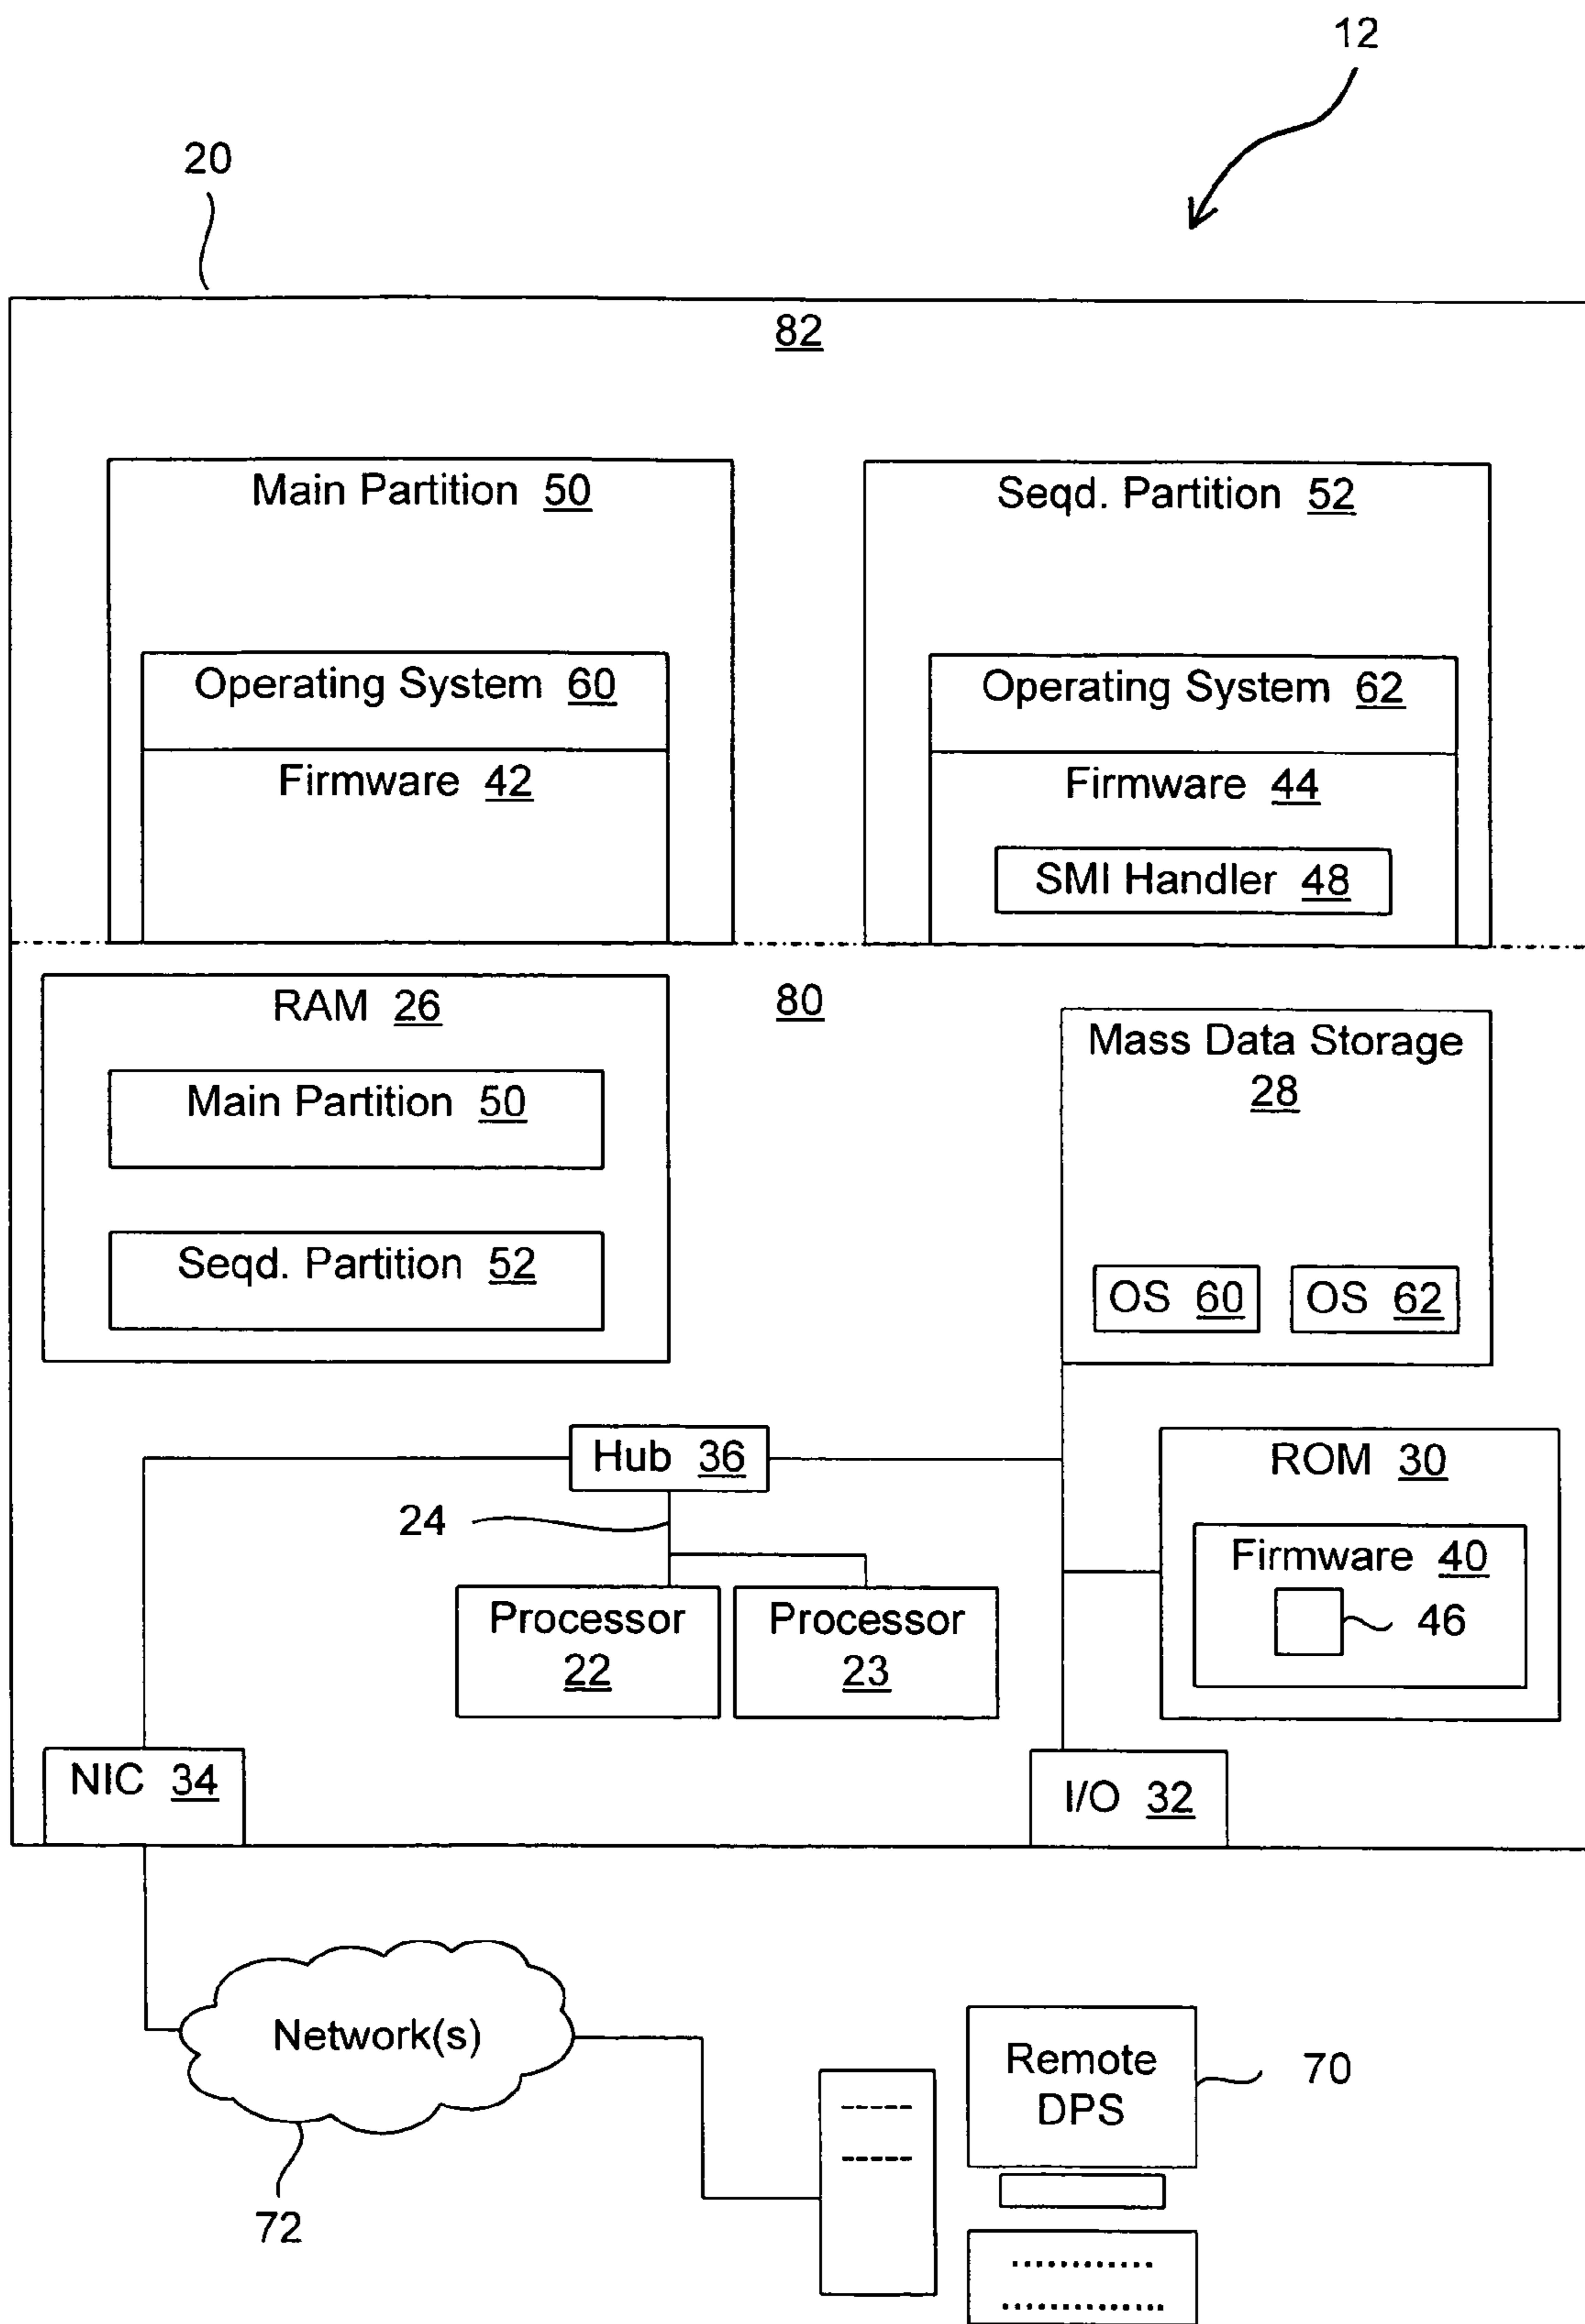 12
20
82
Main Partition 50
Seqd. Partition 52
Operating System 60
Operating System 62
Firmware 42
Firmware 44
SMI Handler 48
RAM 26
80
Mass Data Storage
28
Main Partition 50
Seqd. Partition 52
OS 60
OS 62
Hub 36
ROM 30
24
Firmware 40
46
Processor
22
Processor
23
NIC 34
I/O 32
Network(s)
Remote
DPS
70
72